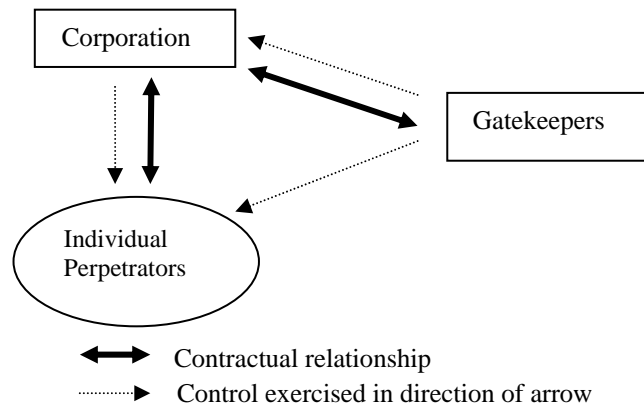 Corporation
Gatekeepers
Individual
Perpetrators
Contractual relationship
Control exercised in direction of arrow